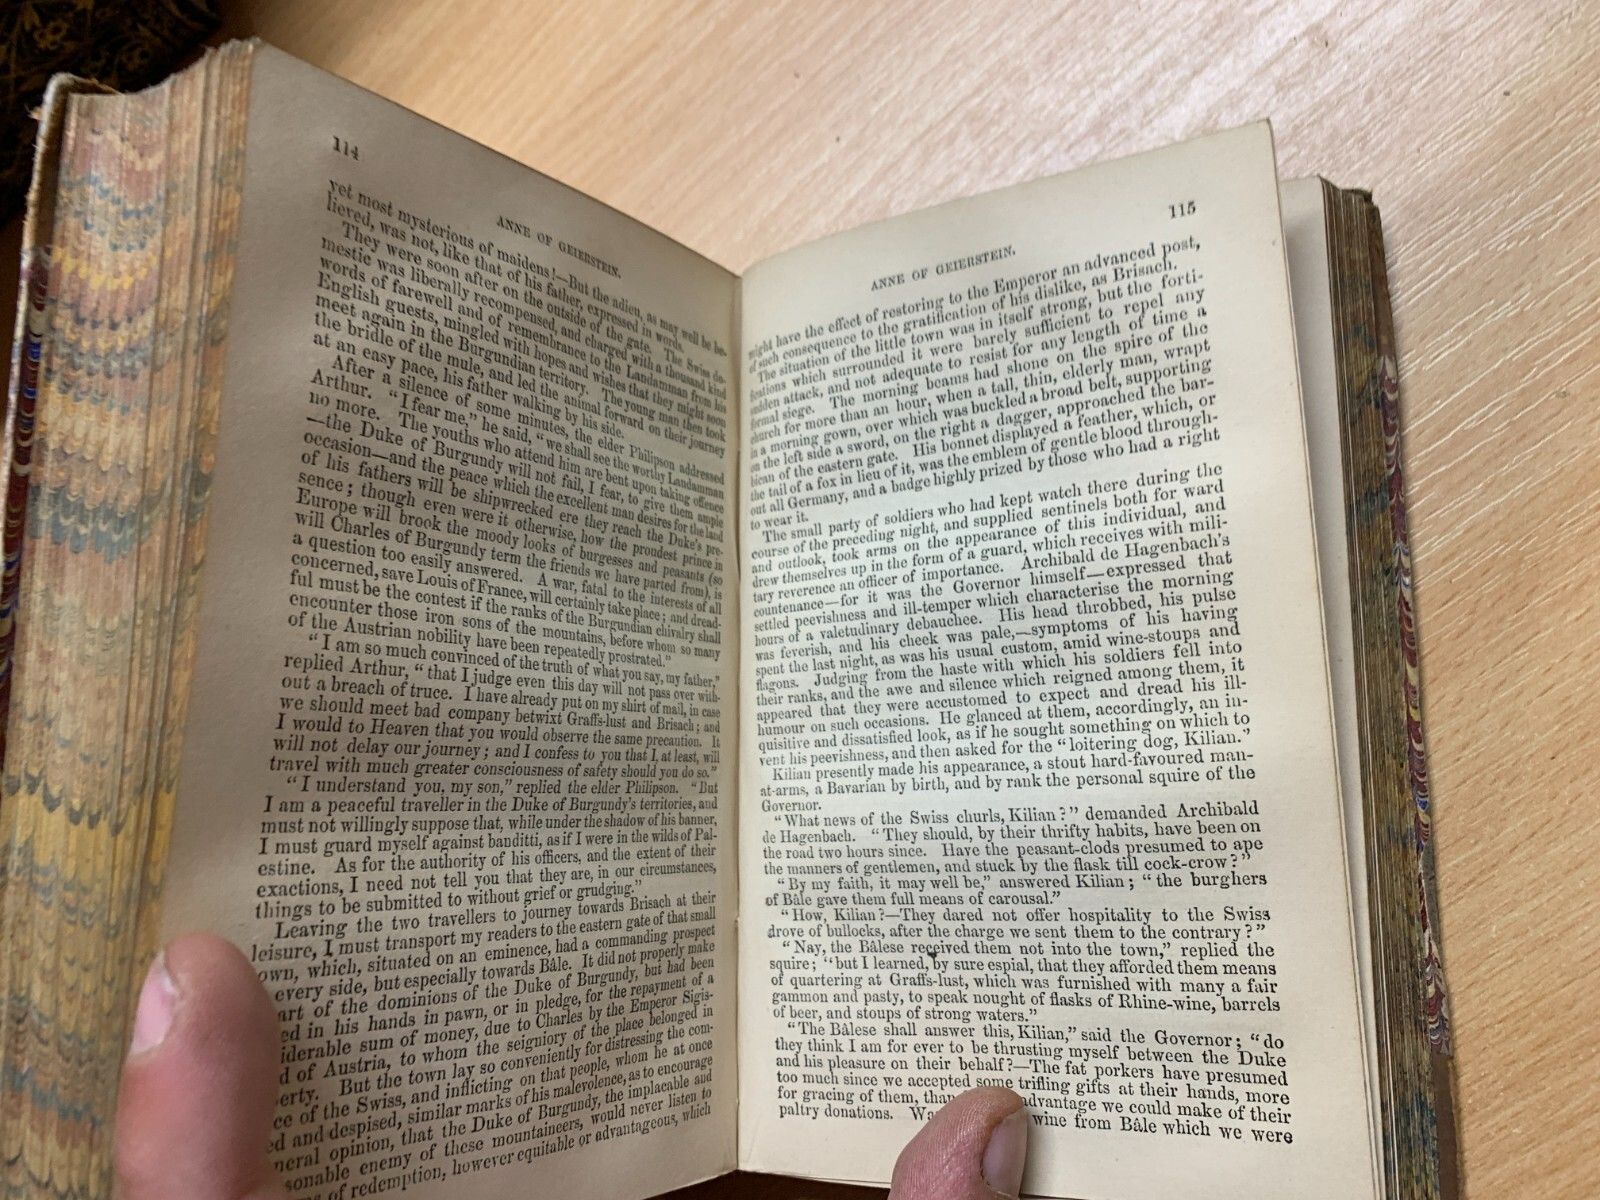 114
ANNE OF GEIERSTEIN.
yet most mysterious of maidens!—But the adieu, as may well be be-
lieved, was not, like that of his father, expressed in words.
They were soon after on the outside of the gate. The Swiss do-
mestic was liberally recompensed, and charged with a thousand kind
words of farewell and of remembrance to the Landamman from his
English guests, mingled with hopes and wishes that they might soon
meet again in the Burgundian territory. The young man then took
the bridle of the mule, and led the animal forward on their journey
at an easy pace, his father walking by his side.
After a silence of some minutes, the elder Philipson addressed
Arthur. "I fear me," he said, "we shall see the worthy Landamman
no more. The youths who attend him are bent upon taking offence
—the Duke of Burgundy will not fail, I fear, to give them ample
occasion—and the peace which the excellent man desires for the land
of his fathers will be shipwrecked ere they reach the Duke's pre-
sence; though even were it otherwise, how the proudest prince in
Europe will brook the moody looks of burgesses and peasants (so
will Charles of Burgundy term the friends we have parted from), is
a question too easily answered. A war, fatal to the interests of all
concerned, save Louis of France, will certainly take place; and dread-
ful must be the contest if the ranks of the Burgundian chivalry shall
encounter those iron sons of the mountains, before whom so many
of the Austrian nobility have been repeatedly prostrated."
"I am so much convinced of the truth of what you say, my father,"
replied Arthur, "that I judge even this day will not pass over with-
out a breach of truce. I have already put on my shirt of mail, in case
we should meet bad company betwixt Graffs-lust and Brisach; and
I would to Heaven that you would observe the same precaution. It
will not delay our journey; and I confess to you that I, at least, will
travel with much greater consciousness of safety should you do so."
"I understand you, my son," replied the elder Philipson. "But
I am a peaceful traveller in the Duke of Burgundy's territories, and
must not willingly suppose that, while under the shadow of his banner,
I must guard myself against banditti, as if I were in the wilds of Pal-
estine. As for the authority of his officers, and the extent of their
exactions, I need not tell you that they are, in our circumstances,
things to be submitted to without grief or grudging."
Leaving the two travellers to journey towards Brisach at their
leisure, I must transport my readers to the eastern gate of that small
own, which, situated on an eminence, had a commanding prospect
every side, but especially towards Bâle. It did not properly make
art of the dominions of the Duke of Burgundy, but had been
ed in his hands in pawn, or in pledge, for the repayment of a
iderable sum of money, due to Charles by the Emperor Sigis-
d of Austria, to whom the seigniory of the place belonged in
erty. But the town lay so conveniently for distressing the com-
ce of the Swiss, and inflicting on that people, whom he at once
ed and despised, similar marks of his malevolence, as to encourage
neral opinion, that the Duke of Burgundy, the implacable and
sonable enemy of these mountaineers, would never listen to
of redemption, however equitable or advantageous, which
115
ANNE OF GEIERSTEIN.
might have the effect of restoring to the Emperor an advanced post,
of such consequence to the gratification of his dislike, as Brisach.
The situation of the little town was in itself strong, but the forti-
fications which surrounded it were barely sufficient to repel any
sudden attack, and not adequate to resist for any length of time a
formal siege. The morning beams had shone on the spire of the
church for more than an hour, when a tall, thin, elderly man, wrapt
in a morning gown, over which was buckled a broad belt, supporting
on the left side a sword, on the right a dagger, approached the bar-
bican of the eastern gate. His bonnet displayed a feather, which, or
the tail of a fox in lieu of it, was the emblem of gentle blood through-
out all Germany, and a badge highly prized by those who had a right
to wear it.
The small party of soldiers who had kept watch there during the
course of the preceding night, and supplied sentinels both for ward
and outlook, took arms on the appearance of this individual, and
drew themselves up in the form of a guard, which receives with mili-
tary reverence an officer of importance. Archibald de Hagenbach's
countenance—for it was the Governor himself—expressed that
settled peevishness and ill-temper which characterise the morning
hours of a valetudinary debauchee. His head throbbed, his pulse
was feverish, and his cheek was pale,—symptoms of his having
spent the last night, as was his usual custom, amid wine-stoups and
flagons. Judging from the haste with which his soldiers fell into
their ranks, and the awe and silence which reigned among them, it
appeared that they were accustomed to expect and dread his ill-
humour on such occasions. He glanced at them, accordingly, an in-
quisitive and dissatisfied look, as if he sought something on which to
vent his peevishness, and then asked for the "loitering dog, Kilian."
Kilian presently made his appearance, a stout hard-favoured man-
at-arms, a Bavarian by birth, and by rank the personal squire of the
Governor.
"What news of the Swiss churls, Kilian?" demanded Archibald
de Hagenbach. "They should, by their thrifty habits, have been on
the road two hours since. Have the peasant-clods presumed to ape
the manners of gentlemen, and stuck by the flask till cock-crow?"
"By my faith, it may well be," answered Kilian; "the burghers
of Bâle gave them full means of carousal."
"How, Kilian?—They dared not offer hospitality to the Swiss
drove of bullocks, after the charge we sent them to the contrary?"
"Nay, the Bâlese received them not into the town," replied the
squire; "but I learned, by sure espial, that they afforded them means
of quartering at Graffs-lust, which was furnished with many a fair
gammon and pasty, to speak nought of flasks of Rhine-wine, barrels
of beer, and stoups of strong waters."
"The Bâlese shall answer this, Kilian," said the Governor; "do
they think I am for ever to be thrusting myself between the Duke
and his pleasure on their behalf?—The fat porkers have presumed
too much since we accepted some trifling gifts at their hands, more
for gracing of them, than advantage we could make of their
paltry donations. Wa wine from Bâle which we were